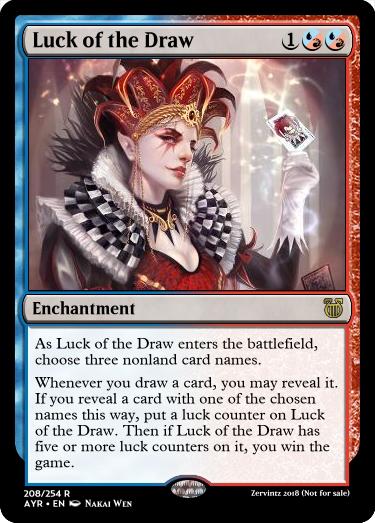 Luck of the Draw 1
Enchantment
As Luck of the Draw enters the battlefield,
choose three nonland card names.
Whenever you draw a card, you may reveal it.
If you reveal a card with one of the chosen
names this way, put a luck counter on Luck
of the Draw. Then if Luck of the Draw has
five or more luck counters on it, you win the
game.
208/254 R
Zervintz 2018 (Not for sale)
AYR • EN Nakai Wen